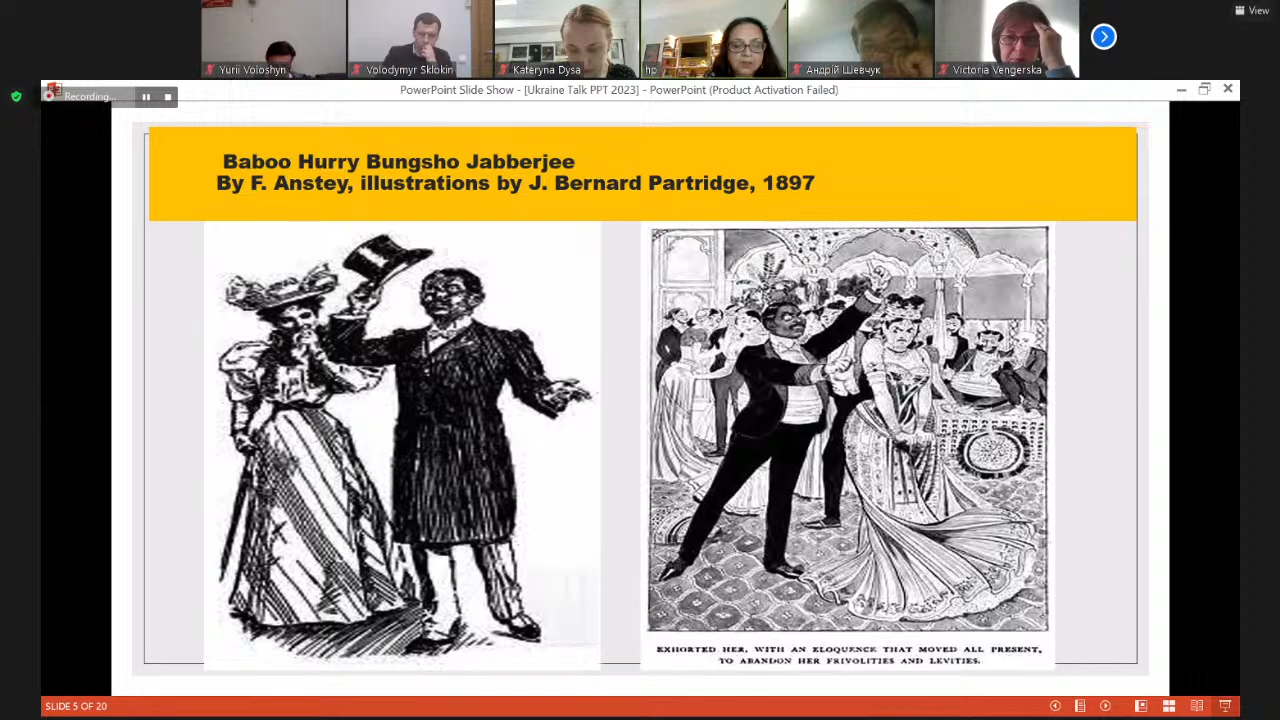 View
Yurii Voloshyn
Volodymyr Sklokin
Kateryna Dysa
hp
Андрій Шевчук
Victoria Vengerska
Recording...
PowerPoint Slide Show - [Ukraine Talk PPT 2023] - PowerPoint (Product Activation Failed)
Baboo Hurry Bungsho Jabberjee
By F. Anstey, illustrations by J. Bernard Partridge, 1897
EXHORTED HER, WITH AN ELOQUENCE THAT MOVED ALL PRESENT,
TO ABANDON HER FRIVOLITIES AND LEVITIES.
SLIDE 5 OF 20